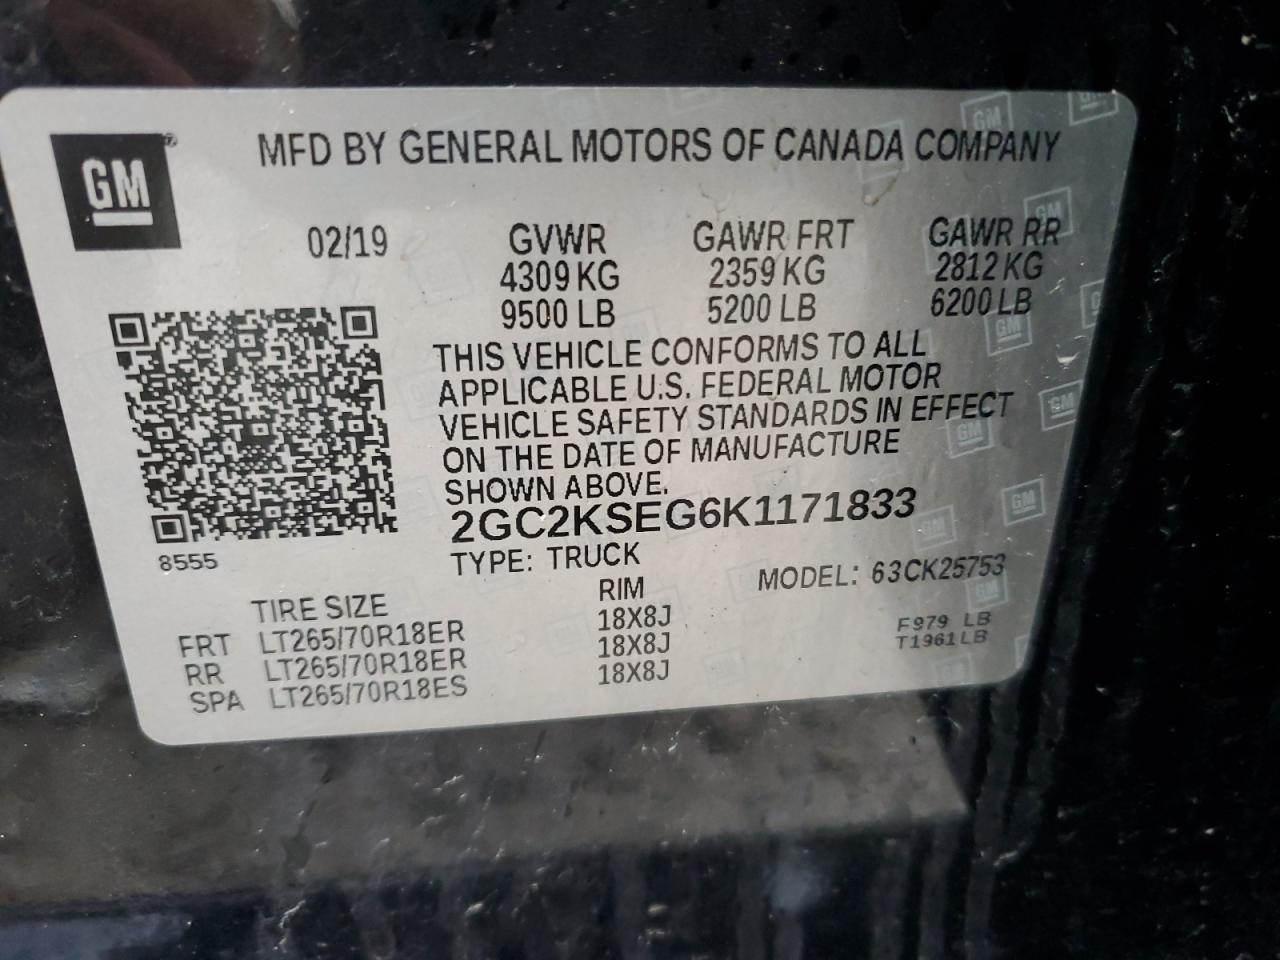 GM
MFD BY GENERAL MOTORS OF CANADA COMPANY
02/19 GVWR GAWR FRT GAWR RR
4309 KG 2359 KG 2812 KG
9500 LB 5200 LB 6200 LB
THIS VEHICLE CONFORMS TO ALL
APPLICABLE U.S. FEDERAL MOTOR
VEHICLE SAFETY STANDARDS IN EFFECT
ON THE DATE OF MANUFACTURE
SHOWN ABOVE.
2GC2KSEG6K1171833
8555
TYPE: TRUCK MODEL: 63CK25753
TIRE SIZE RIM
FRT LT265/70R18ER 18X8J F979 LB
RR LT265/70R18ER 18X8J T1961LB
SPA LT265/70R18ES 18X8J